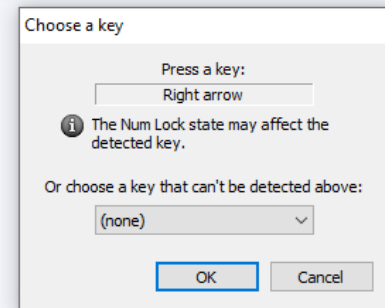 Choose a key
Press a key:
Right arrow
The Num Lock state may affect the
detected key.
Or choose a key that can't be detected above:
(none)
OK Cancel